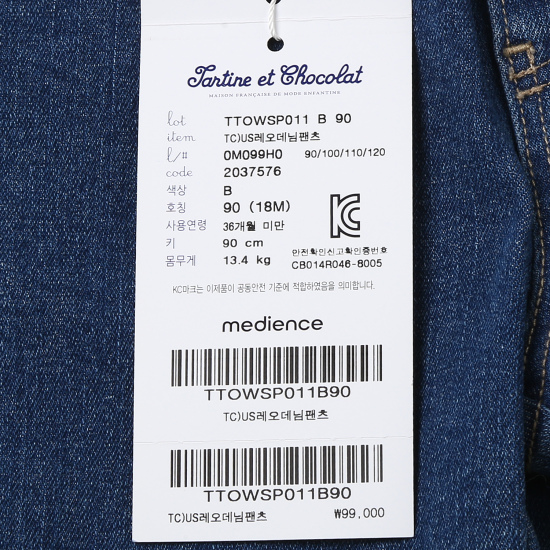 Tartine et Chocolat
MAISON FRANÇAISE DE MODE ENFANTINE
lot TTOWSP011 B 90
item TC)US레오데님팬츠
l/# 0M099H0 90/100/110/120
code 2037576
색상 B
호칭 90 (18M)
사용연령 36개월 미만
키 90 cm
몸무게 13.4 kg
안전확인신고확인증번호
CB014R046-8005
KC마크는 이제품이 공통안전 기준에 적합하였음을 의미합니다.
medience
TTOWSP011B90
TC)US레오데님팬츠
TTOWSP011B90
TC)US레오데님팬츠 ₩99,000